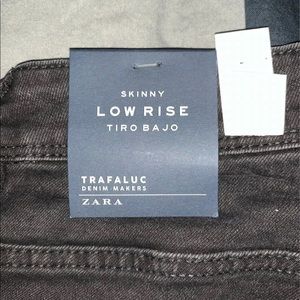 SKINNY
LOW RISE
TIRO BAJO
TRAFALUC
DENIM MAKERS
ZARA